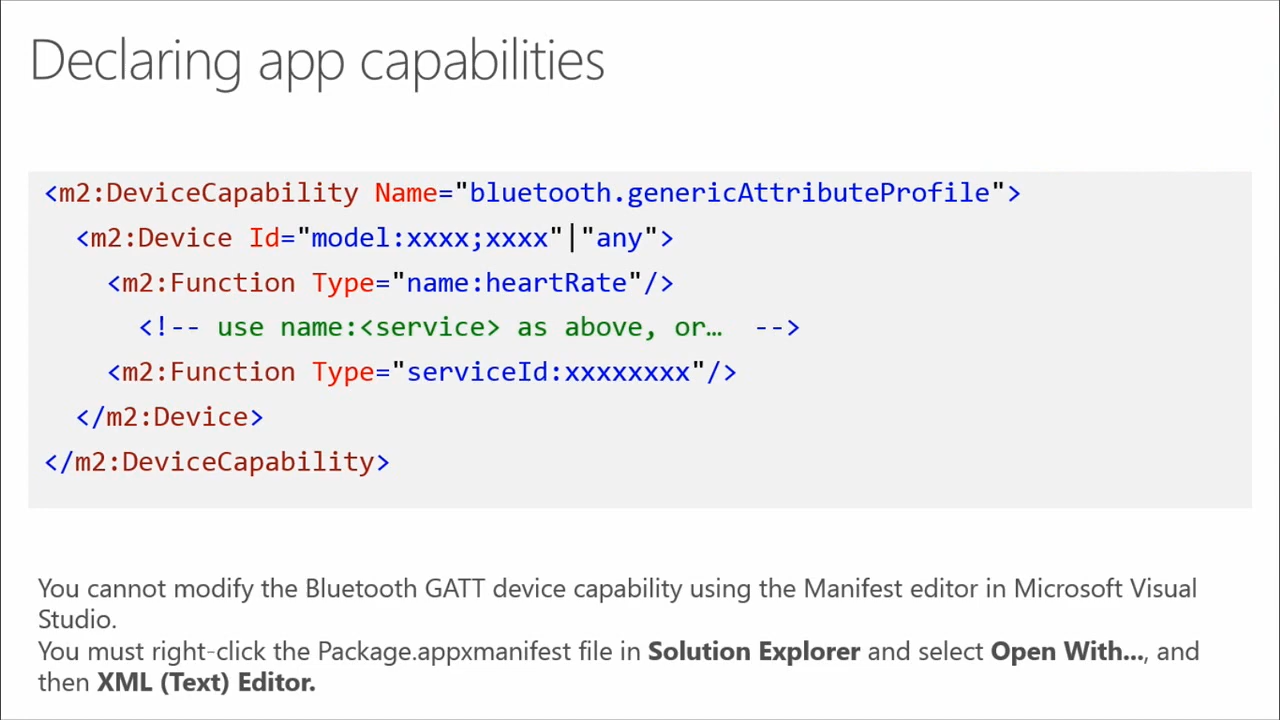 Declaring app capabilities
<m2:DeviceCapability Name="bluetooth.genericAttributeProfile">
<m2:Device Id="model:xxxx;xxxx"|"any">
<m2:Function Type="name:heartRate"/>
<!-- use name:<service> as above, or… -->
<m2:Function Type="serviceId:xxxxxxxx"/>
</m2:Device>
</m2:DeviceCapability>
You cannot modify the Bluetooth GATT device capability using the Manifest editor in Microsoft Visual
Studio.
You must right-click the Package.appxmanifest file in Solution Explorer and select Open With..., and
then XML (Text) Editor.